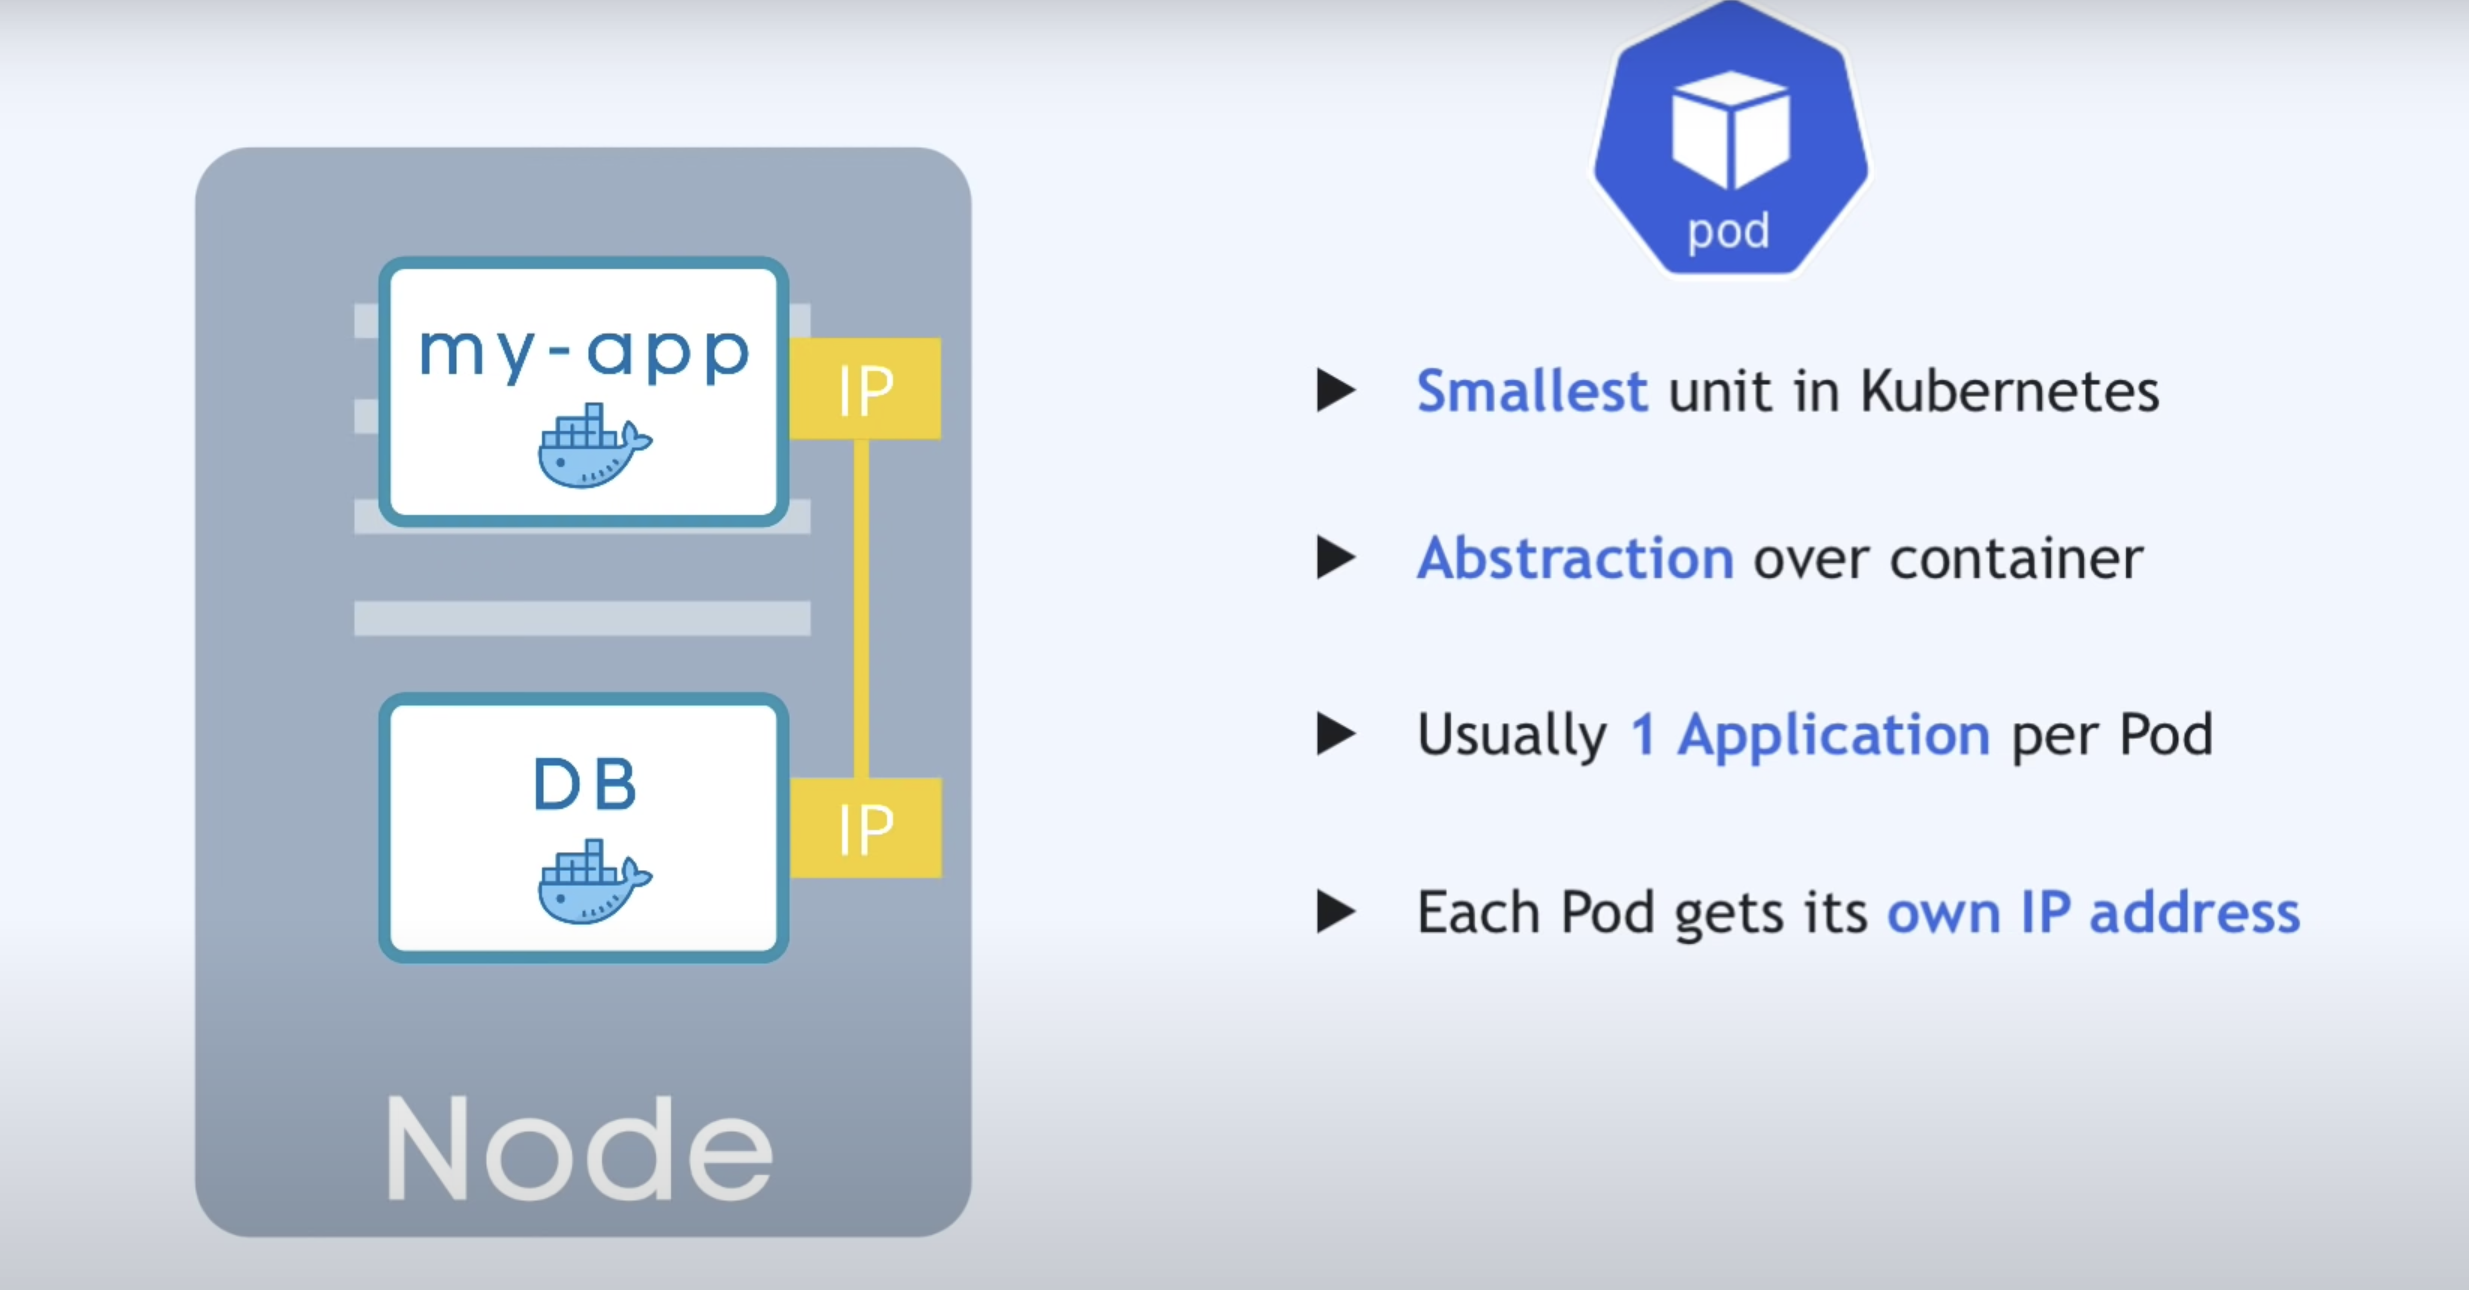 my-app
IP
DB
IP
Node
pod
Smallest unit in Kubernetes
Abstraction over container
Usually 1 Application per Pod
Each Pod gets its own IP address